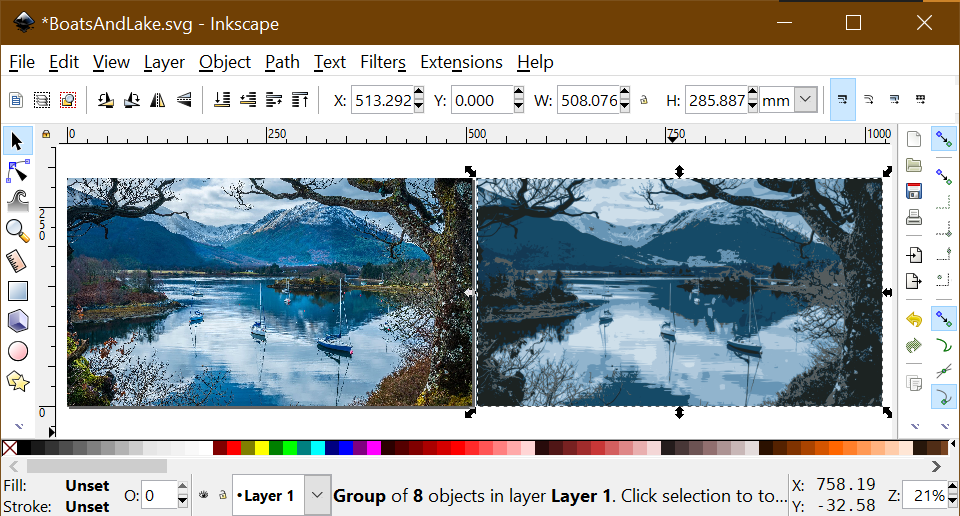 *BoatsAndLake.svg - Inkscape
File Edit View Layer Object Path Text Filters Extensions Help
X: 513.292 Y: 0.000 W: 508.076 H: 285.887 mm
0 250 500 750 1000
250
0
Fill: Unset
Stroke: Unset
O: 0
•Layer 1
Group of 8 objects in layer Layer 1. Click selection to to...
X: 758.19
Y: -32.58
Z: 21%